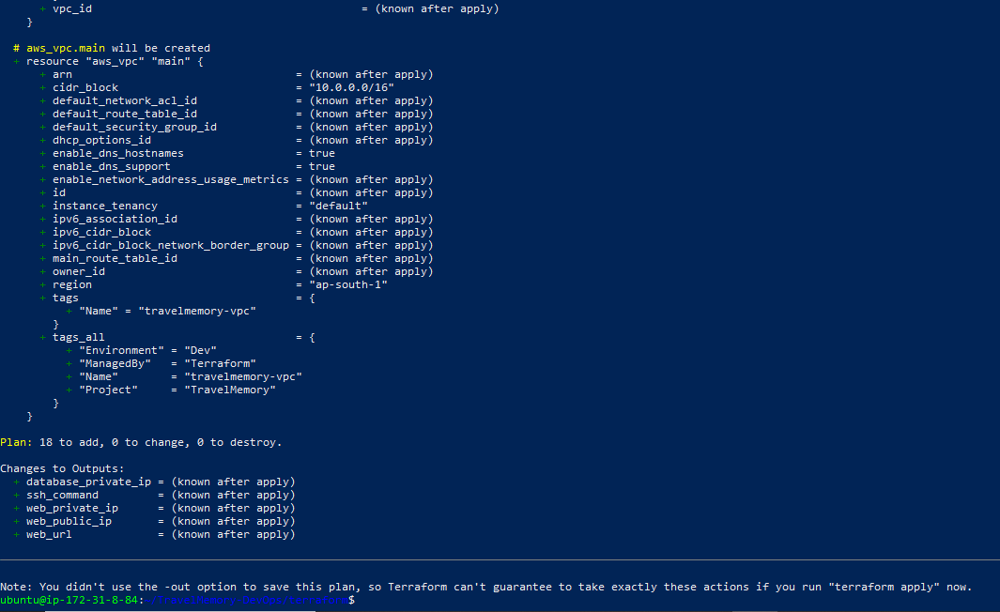 + vpc_id = (known after apply)
}
# aws_vpc.main will be created
+ resource "aws_vpc" "main" {
+ arn = (known after apply)
+ cidr_block = "10.0.0.0/16"
+ default_network_acl_id = (known after apply)
+ default_route_table_id = (known after apply)
+ default_security_group_id = (known after apply)
+ dhcp_options_id = (known after apply)
+ enable_dns_hostnames = true
+ enable_dns_support = true
+ enable_network_address_usage_metrics = (known after apply)
+ id = (known after apply)
+ instance_tenancy = "default"
+ ipv6_association_id = (known after apply)
+ ipv6_cidr_block = (known after apply)
+ ipv6_cidr_block_network_border_group = (known after apply)
+ main_route_table_id = (known after apply)
+ owner_id = (known after apply)
+ region = "ap-south-1"
+ tags = {
+ "Name" = "travelmemory-vpc"
}
+ tags_all = {
+ "Environment" = "Dev"
+ "ManagedBy" = "Terraform"
+ "Name" = "travelmemory-vpc"
+ "Project" = "TravelMemory"
}
}
Plan: 18 to add, 0 to change, 0 to destroy.
Changes to Outputs:
+ database_private_ip = (known after apply)
+ ssh_command = (known after apply)
+ web_private_ip = (known after apply)
+ web_public_ip = (known after apply)
+ web_url = (known after apply)
Note: You didn't use the -out option to save this plan, so Terraform can't guarantee to take exactly these actions if you run "terraform apply" now.
ubuntu@ip-172-31-8-84: $